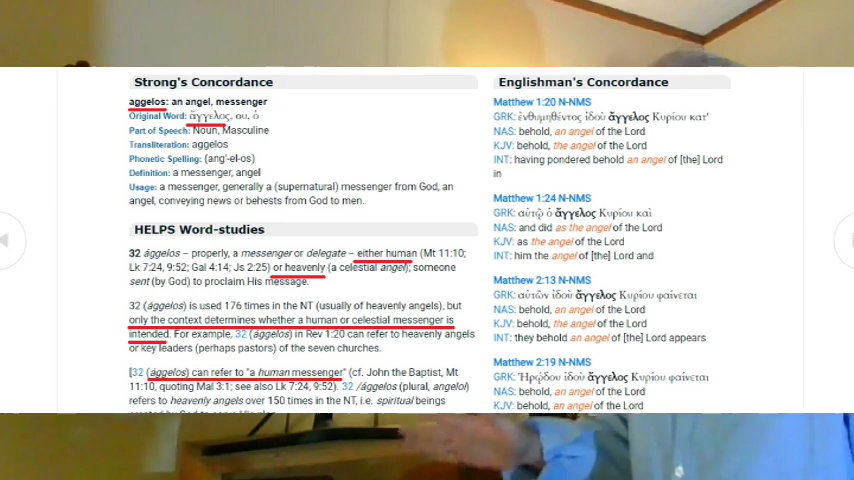 Strong's Concordance
aggelos: an angel, messenger
Original Word: ἄγγελος, ου, ὁ
Part of Speech: Noun, Masculine
Transliteration: aggelos
Phonetic Spelling: (ang'-el-os)
Definition: a messenger, angel
Usage: a messenger, generally a (supernatural) messenger from God, an
angel, conveying news or behests from God to men.
HELPS Word-studies
32 ággelos – properly, a messenger or delegate – either human (Mt 11:10;
Lk 7:24, 9:52; Gal 4:14; Js 2:25) or heavenly (a celestial angel); someone
sent (by God) to proclaim His message.
32 (ággelos) is used 176 times in the NT (usually of heavenly angels), but
only the context determines whether a human or celestial messenger is
intended. For example, 32 (ággelos) in Rev 1:20 can refer to heavenly angels
or key leaders (perhaps pastors) of the seven churches.
[32 (ággelos) can refer to "a human messenger" (cf. John the Baptist, Mt
11:10, quoting Mal 3:1; see also Lk 7:24, 9:52). 32 /ággelos (plural, angeloi)
refers to heavenly angels over 150 times in the NT, i.e. spiritual beings
Englishman's Concordance
Matthew 1:20 N-NMS
GRK: ἐνθυμηθέντος ἰδοὺ ἄγγελος Κυρίου κατ'
NAS: behold, an angel of the Lord
KJV: behold, the angel of the Lord
INT: having pondered behold an angel of [the] Lord
in
Matthew 1:24 N-NMS
GRK: αὐτῷ ὁ ἄγγελος Κυρίου καὶ
NAS: and did as the angel of the Lord
KJV: as the angel of the Lord
INT: him the angel of [the] Lord and
Matthew 2:13 N-NMS
GRK: αὐτῶν ἰδοὺ ἄγγελος Κυρίου φαίνεται
NAS: behold, an angel of the Lord
KJV: behold, the angel of the Lord
INT: they behold an angel of [the] Lord appears
Matthew 2:19 N-NMS
GRK: Ἡρῴδου ἰδοὺ ἄγγελος Κυρίου φαίνεται
NAS: behold, an angel of the Lord
KJV: behold, an angel of the Lord